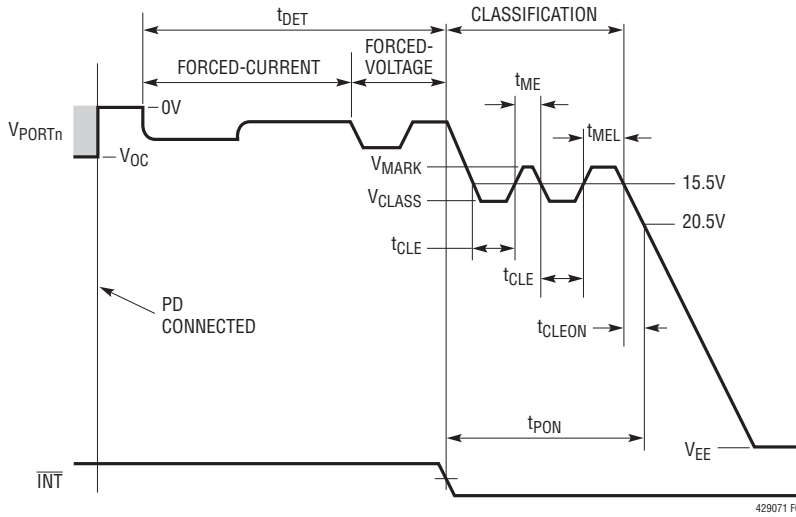 tDET
CLASSIFICATION
FORCED-CURRENT
FORCED-
VOLTAGE
tME
0V
VPORTn
VOC
tMEL
VMARK
15.5V
VCLASS
20.5V
tCLE
tCLE
PD
CONNECTED
tCLEON
tPON
VEE
INT
429071 F